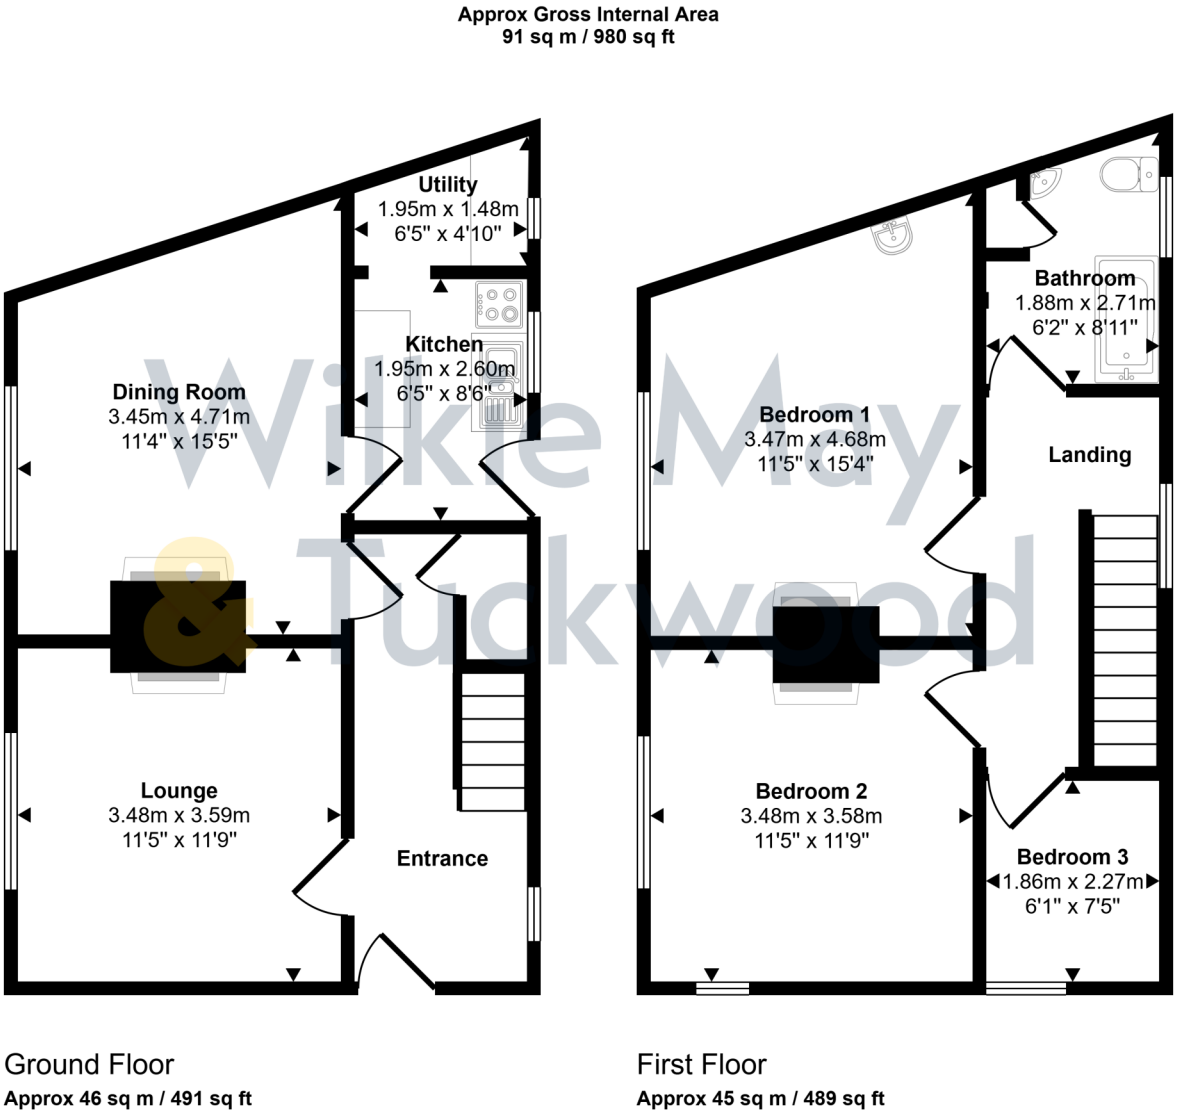 Approx Gross Internal Area
91 sq m / 980 sq ft
Utility
1.95m x 1.48m
6'5" x 4'10"
Kitchen
1.95m x 2.60m
6'5" x 8'6"
Dining Room
3.45m x 4.71m
11'4" x 15'5"
Lounge
3.48m x 3.59m
11'5" x 11'9"
Entrance
Bathroom
1.88m x 2.71m
6'2" x 8'11"
Bedroom 1
3.47m x 4.68m
11'5" x 15'4"
Landing
Bedroom 2
3.48m x 3.58m
11'5" x 11'9"
Bedroom 3
1.86m x 2.27m
6'1" x 7'5"
Wilkie May
& Tuckwood
Ground Floor
Approx 46 sq m / 491 sq ft
First Floor
Approx 45 sq m / 489 sq ft